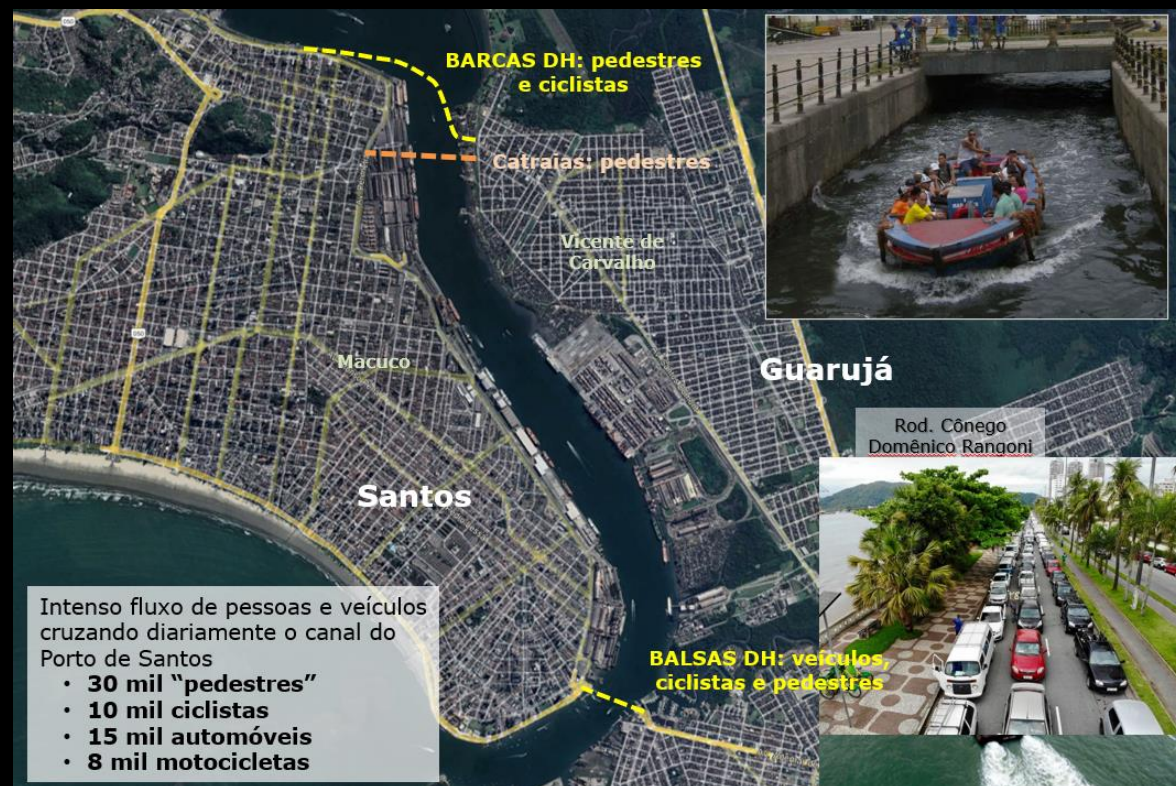 BARCAS DH: pedestres
e ciclistas
Catraias: pedestres
Vicente de
Carvalho
Macuco
Guarujá
Rod. Cônego
Domênico Rangoni
Santos
Intenso fluxo de pessoas e veículos
cruzando diariamente o canal do
Porto de Santos
• 30 mil “pedestres”
• 10 mil ciclistas
• 15 mil automóveis
• 8 mil motocicletas
BALSAS DH: veículos,
ciclistas e pedestres